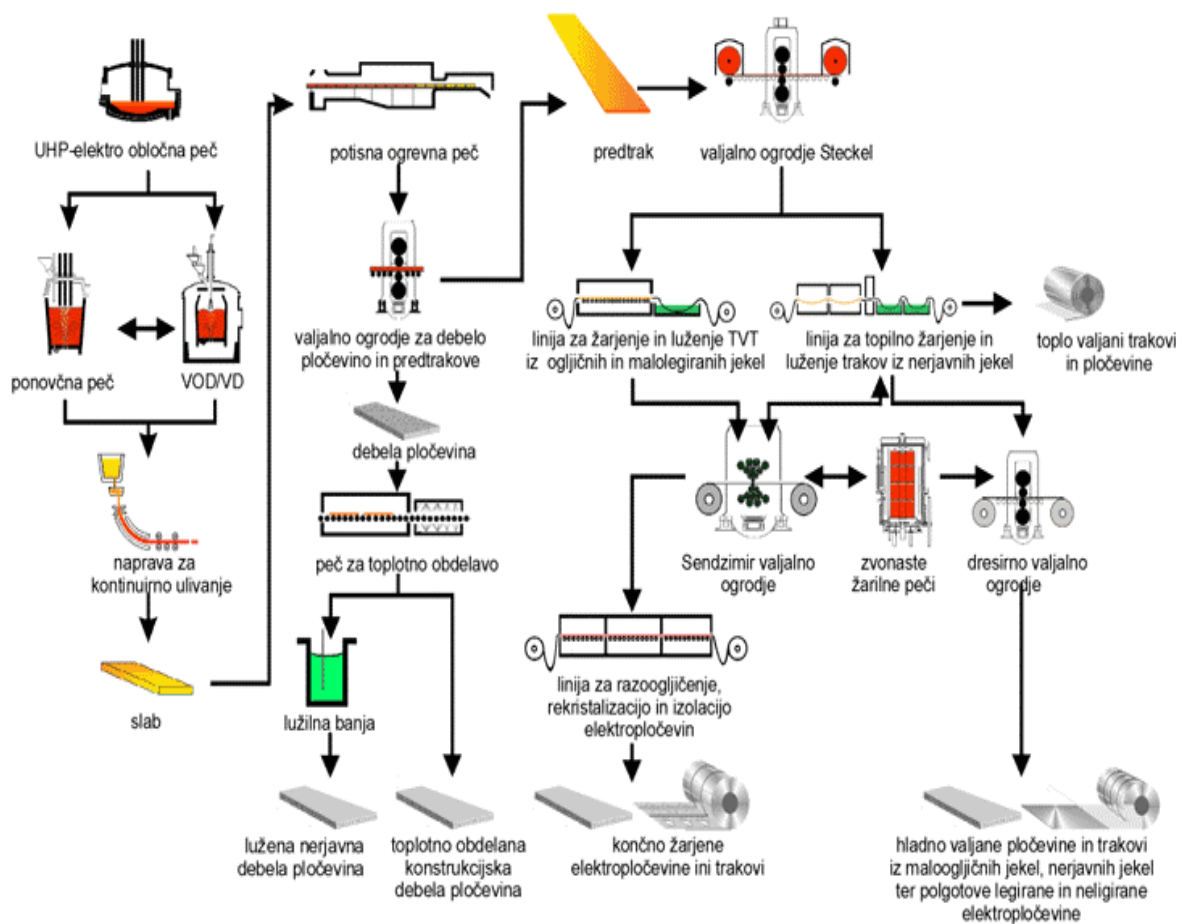 UHP-elektro obločna peč
potisna ogrevna peč
predtrak
valjalno ogrodje Steckel
ponovčna peč
VOD/VD
valjalno ogrodje za debelo
pločevino in predtrakove
linija za žarjenje in luženje TVT
iz ogljičnih in malolegiranih jekel
linija za topilno žarjenje in
luženje trakov iz nerjavnih jekel
toplo valjani trakovi
in pločevine
debela pločevina
naprava za
kontinuirno ulivanje
peč za toplotno obdelavo
Sendzimir valjalno
ogrodje
zvonaste
žarilne peči
dresirno valjalno
ogrodje
slab
lužilna banja
linija za razoogljičenje,
rekristalizacijo in izolacijo
elektropločevin
lužena nerjavna
debela pločevina
toplotno obdelana
konstrukcijska
debela pločevina
končno žarjene
elektropločevine ini trakovi
hladno valjane pločevine in trakovi
iz maloogljičnih jekel, nerjavnih jekel
ter polgotove legirane in neligirane
elektropločevine